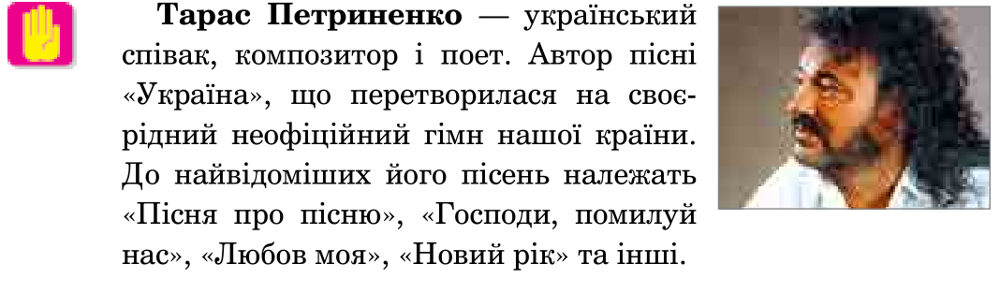 Тарас Петриненко — український
співак, композитор і поет. Автор пісні
«Україна», що перетворилася на своє-
рідний неофіційний гімн нашої країни.
До найвідоміших його пісень належать
«Пісня про пісню», «Господи, помилуй
нас», «Любов моя», «Новий рік» та інші.